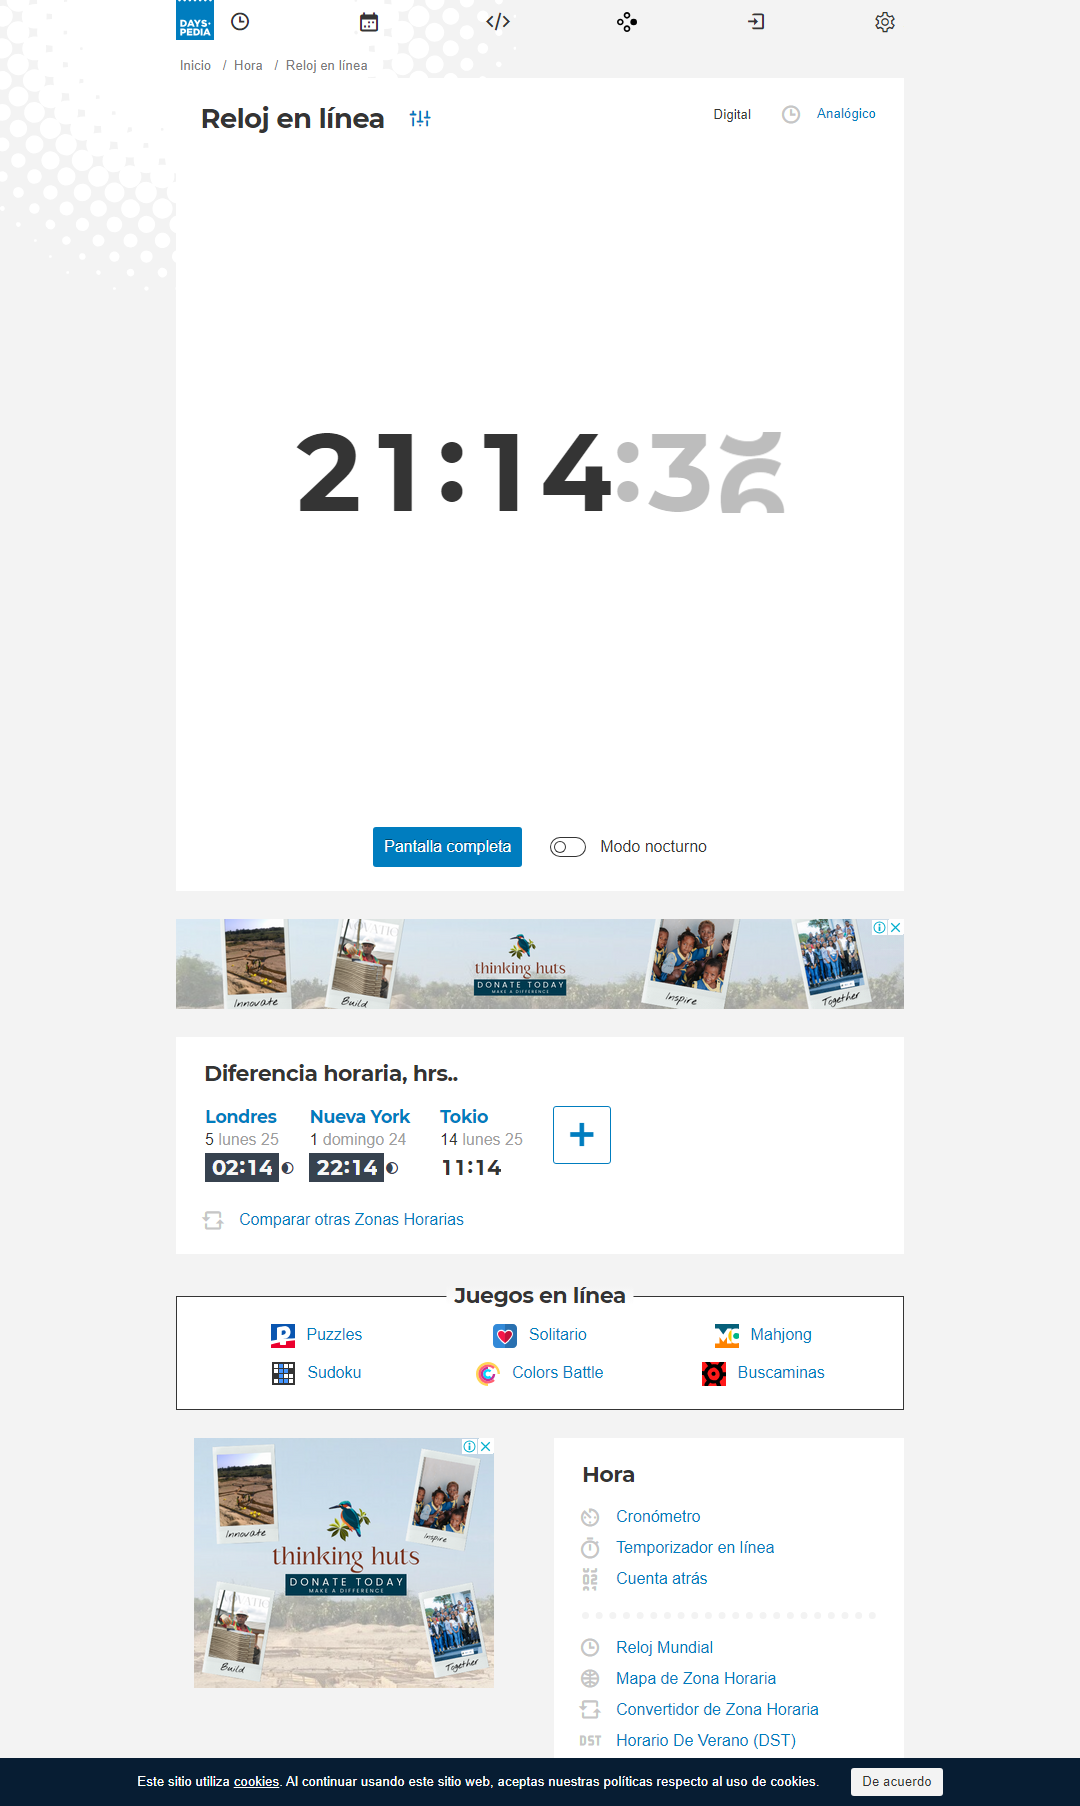 DAYS•
PEDIA
Inicio / Hora / Reloj en línea
Reloj en línea
Digital
Analógico
21:14:36
Pantalla completa
Modo nocturno
Innovate
Build
thinking huts
DONATE TODAY
MAKE A DIFFERENCE
Inspire
Together
Diferencia horaria, hrs..
Londres
5 lunes 25
02:14
Nueva York
1 domingo 24
22:14
Tokio
14 lunes 25
11:14
+
Comparar otras Zonas Horarias
Juegos en línea
Puzzles
Solitario
Mahjong
Sudoku
Colors Battle
Buscaminas
Innovate
Inspire
thinking huts
DONATE TODAY
MAKE A DIFFERENCE
Build
Together
Hora
Cronómetro
Temporizador en línea
Cuenta atrás
Reloj Mundial
Mapa de Zona Horaria
Convertidor de Zona Horaria
DST Horario De Verano (DST)
Este sitio utiliza cookies. Al continuar usando este sitio web, aceptas nuestras políticas respecto al uso de cookies.
De acuerdo